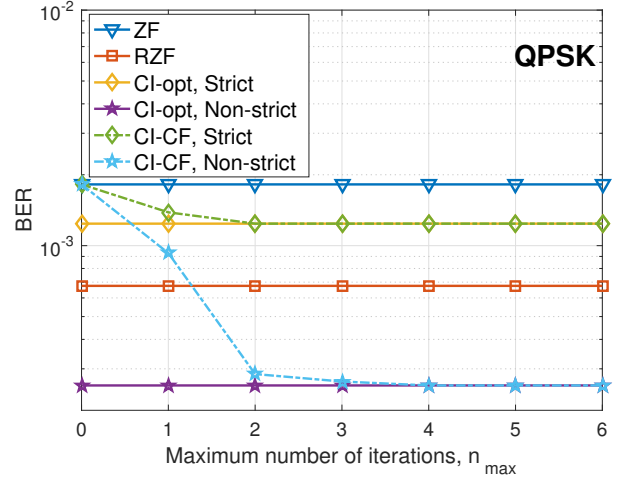 10^-2
ZF
RZF
CI-opt, Strict
CI-opt, Non-strict
CI-CF, Strict
CI-CF, Non-strict
QPSK
BER
10^-3
0 1 2 3 4 5 6
Maximum number of iterations, n_max